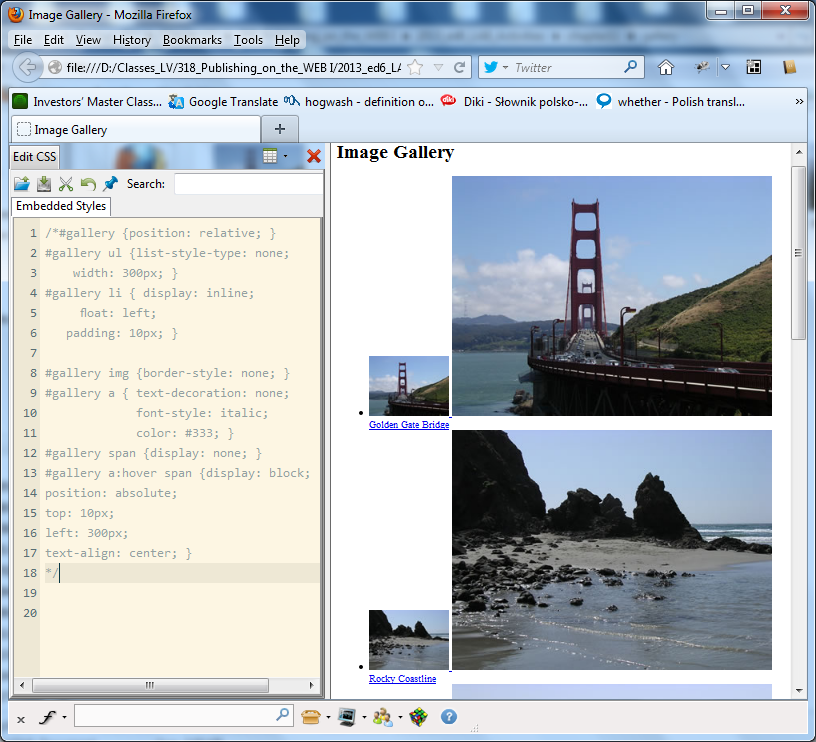 Image Gallery - Mozilla Firefox
File Edit View History Bookmarks Tools Help
file:///D:/Classes_LV/318_Publishing_on_the_WEB I/2013_ed6_LA
Twitter
Investors' Master Class... Google Translate hogwash - definition o... Diki - Słownik polsko-... whether - Polish transl... »
Image Gallery +
Edit CSS
Search:
Embedded Styles
1 /*#gallery {position: relative; }
2 #gallery ul {list-style-type: none;
3 width: 300px; }
4 #gallery li { display: inline;
5 float: left;
6 padding: 10px; }
7
8 #gallery img {border-style: none; }
9 #gallery a { text-decoration: none;
10 font-style: italic;
11 color: #333; }
12 #gallery span {display: none; }
13 #gallery a:hover span {display: block;
14 position: absolute;
15 top: 10px;
16 left: 300px;
17 text-align: center; }
18 */
19
20
Image Gallery
Golden Gate Bridge
Rocky Coastline
x f